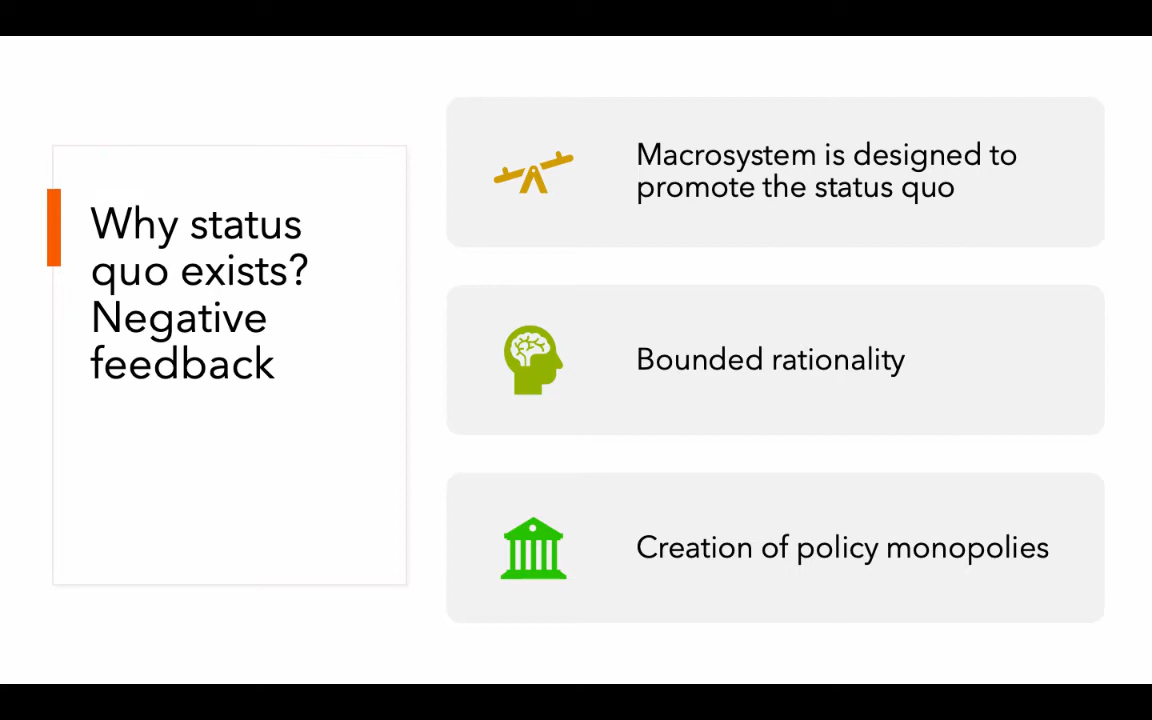 Why status
quo exists?
Negative
feedback
Macrosystem is designed to
promote the status quo
Bounded rationality
Creation of policy monopolies